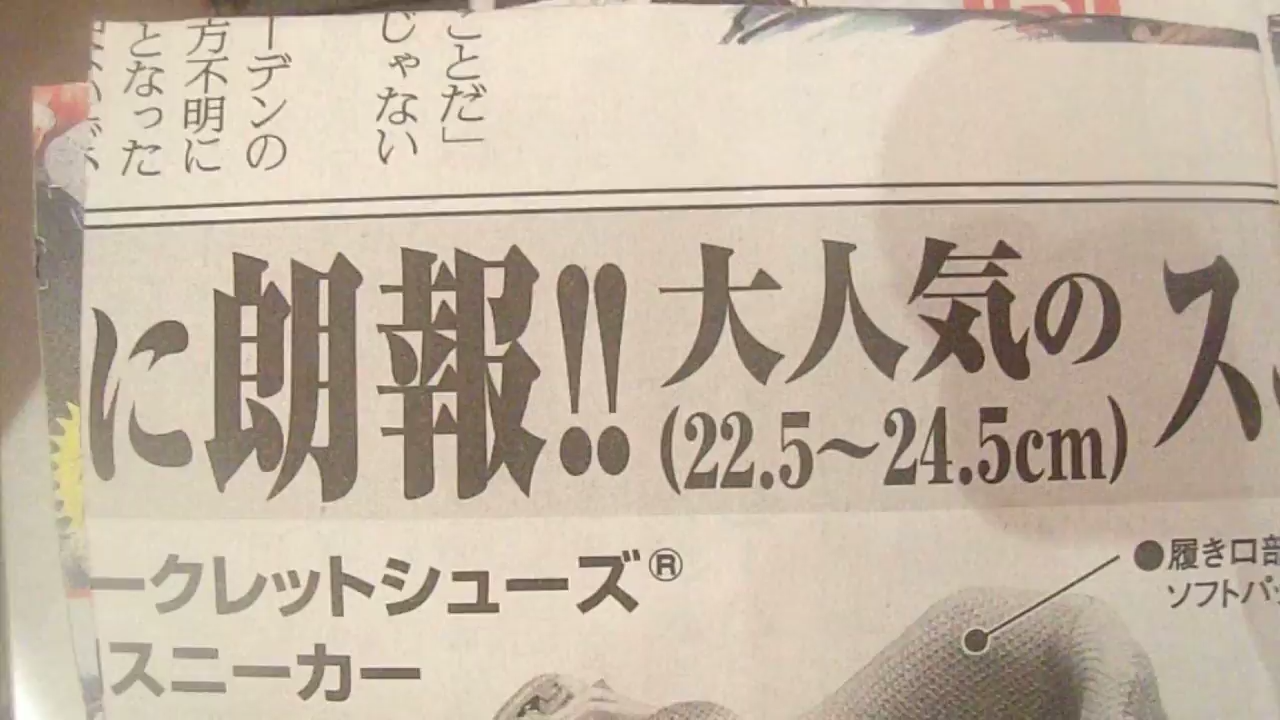 ことだ」
じゃない
ーデンの
方不明に
となった
に朗報!! 大人気のス
(22.5〜24.5cm)
ークレットシューズ®
スニーカー
●履き口部
ソフトパッ